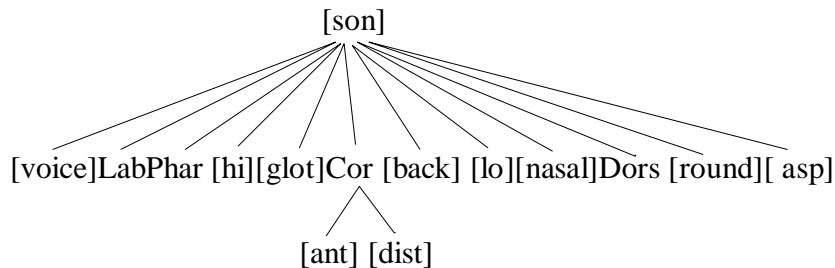 [son]
[voice]LabPhar [hi][glot]Cor [back] [lo][nasal]Dors [round][ asp]
[ant] [dist]